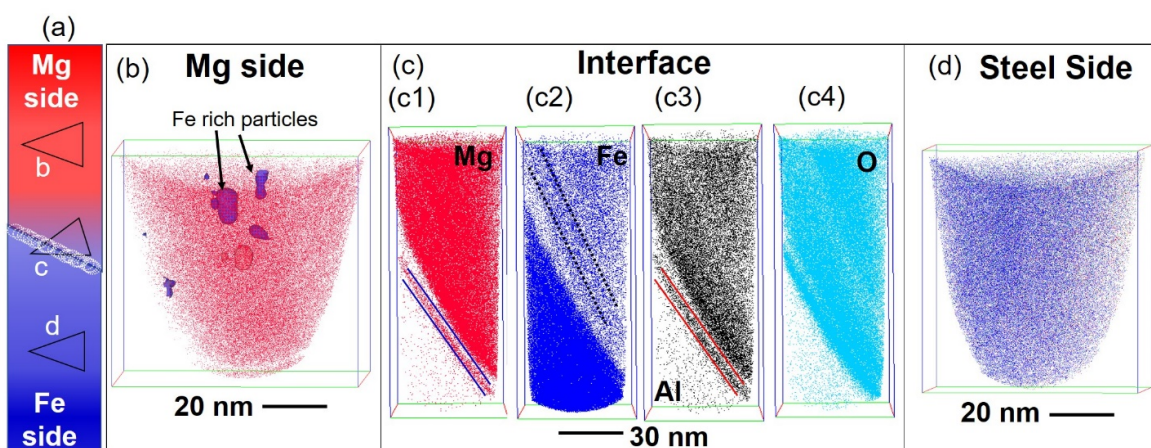 (a)
Mg
side
b
c
d
Fe
side
(b) Mg side
Fe rich particles
20 nm
(c) Interface
(c1) (c2) (c3) (c4)
Mg
Fe
Al
O
30 nm
(d) Steel Side
20 nm